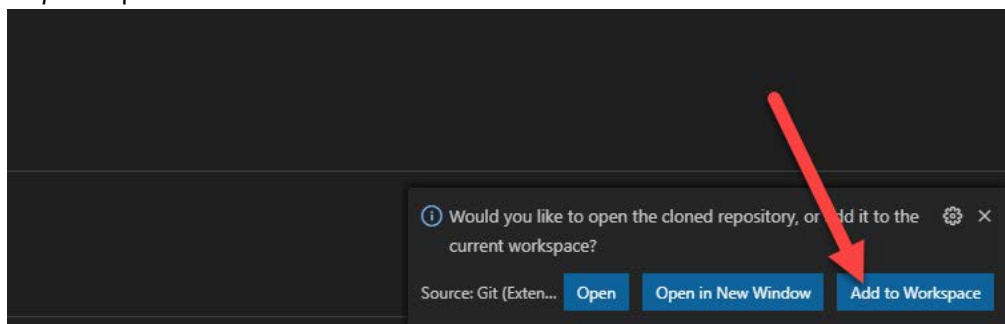 Would you like to open the cloned repository, or add it to the
current workspace?
Source: Git (Exten... Open Open in New Window Add to Workspace